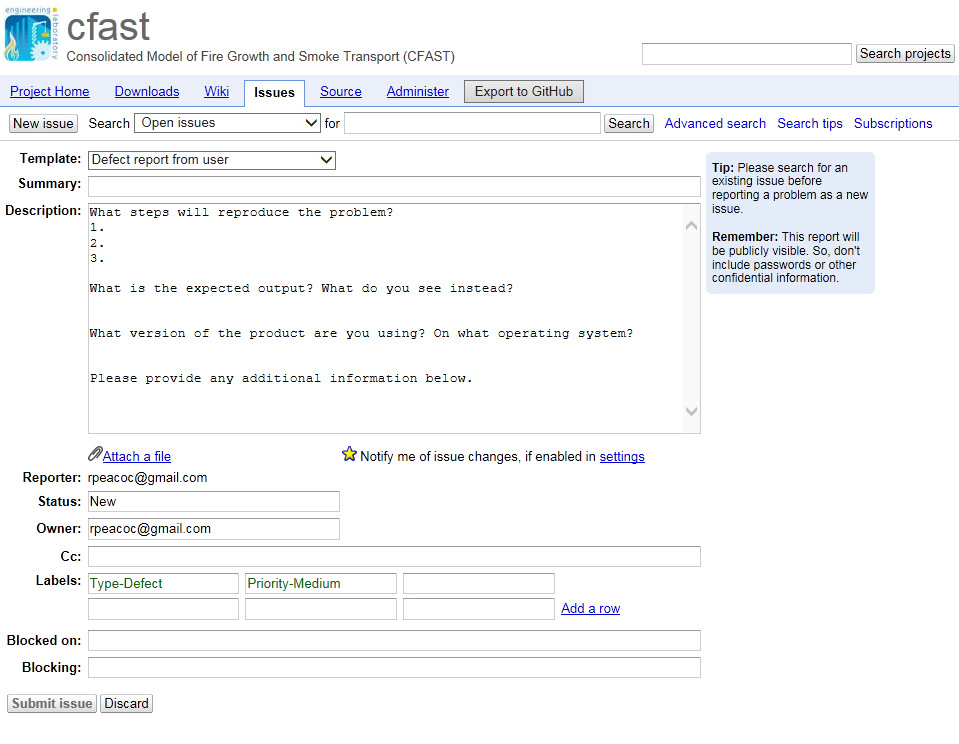 engineering
laboratory
cfast
Consolidated Model of Fire Growth and Smoke Transport (CFAST)
Search projects
Project Home Downloads Wiki Issues Source Administer Export to GitHub
New issue Search Open issues for Search Advanced search Search tips Subscriptions
Template: Defect report from user
Summary:
Description: What steps will reproduce the problem?
1.
2.
3.
What is the expected output? What do you see instead?
What version of the product are you using? On what operating system?
Please provide any additional information below.
Tip: Please search for an
existing issue before
reporting a problem as a new
issue.
Remember: This report will
be publicly visible. So, don't
include passwords or other
confidential information.
Attach a file Notify me of issue changes, if enabled in settings
Reporter: rpeacoc@gmail.com
Status: New
Owner: rpeacoc@gmail.com
Cc:
Labels: Type-Defect Priority-Medium
Add a row
Blocked on:
Blocking:
Submit issue Discard